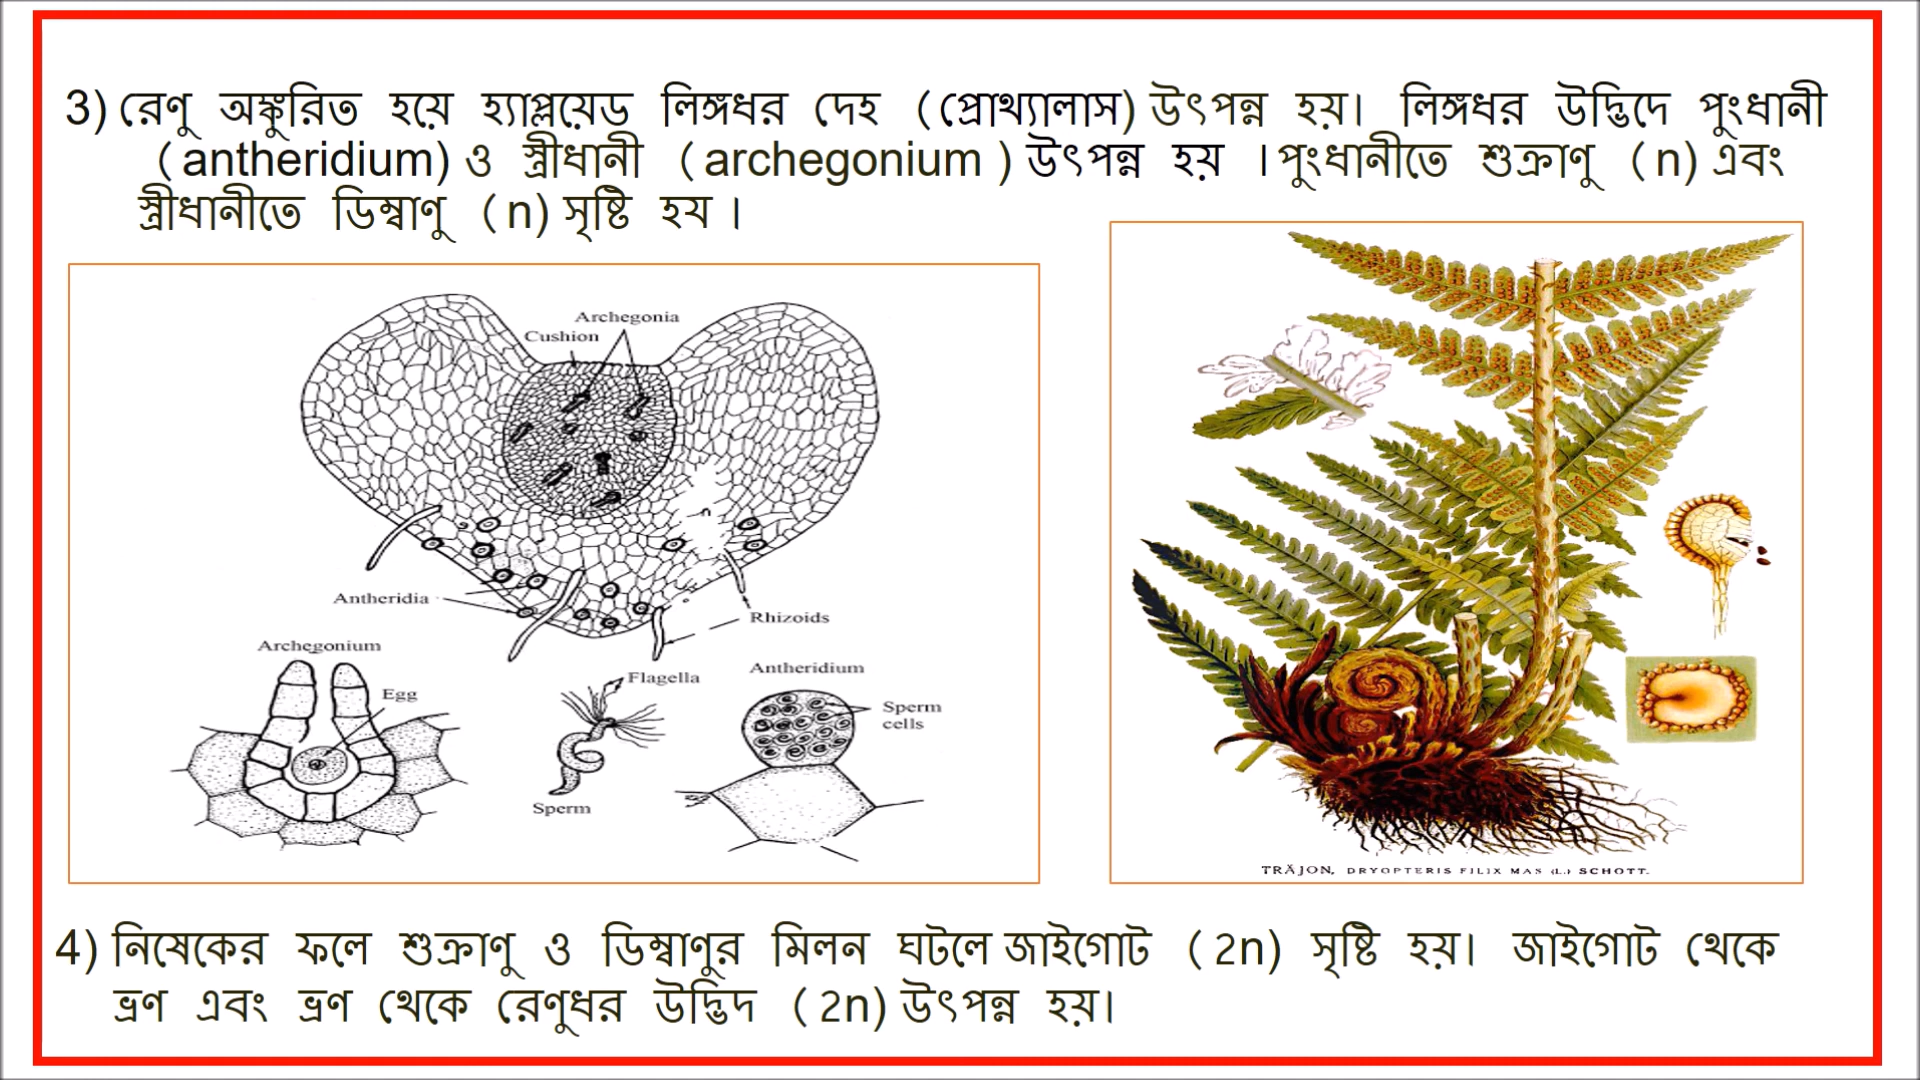 3) রেণু অঙ্কুরিত হয়ে হ্যাপ্লয়েড লিঙ্গধর দেহ (প্রোথ্যালাস) উৎপন্ন হয়। লিঙ্গধর উদ্ভিদে পুংধানী
(antheridium) ও স্ত্রীধানী (archegonium ) উৎপন্ন হয় ।পুংধানীতে শুক্রাণু (n) এবং
স্ত্রীধানীতে ডিম্বাণু (n) সৃষ্টি হয ।
Archegonia
Cushion
Antheridia
Rhizoids
Archegonium
Egg
Flagella
Sperm
Antheridium
Sperm
cells
TRÄJON, DRYOPTERIS FILIX MAS (L.) SCHOTT.
4) নিষেকের ফলে শুক্রাণু ও ডিম্বাণুর মিলন ঘটলে জাইগোট (2n) সৃষ্টি হয়। জাইগোট থেকে
ভ্রণ এবং ভ্রণ থেকে রেণুধর উদ্ভিদ (2n) উৎপন্ন হয়।